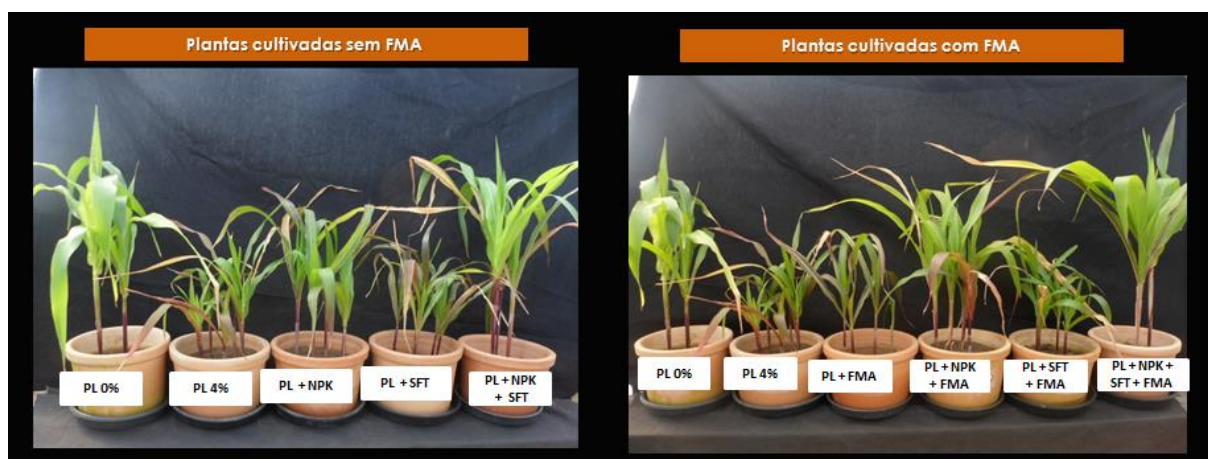 Plantas cultivadas sem FMA
Plantas cultivadas com FMA
PL 0%
PL 4%
PL + NPK
PL + SFT
PL + NPK
+ SFT
PL 0%
PL 4%
PL + FMA
PL + NPK
+ FMA
PL + SFT
+ FMA
PL + NPK +
SFT + FMA